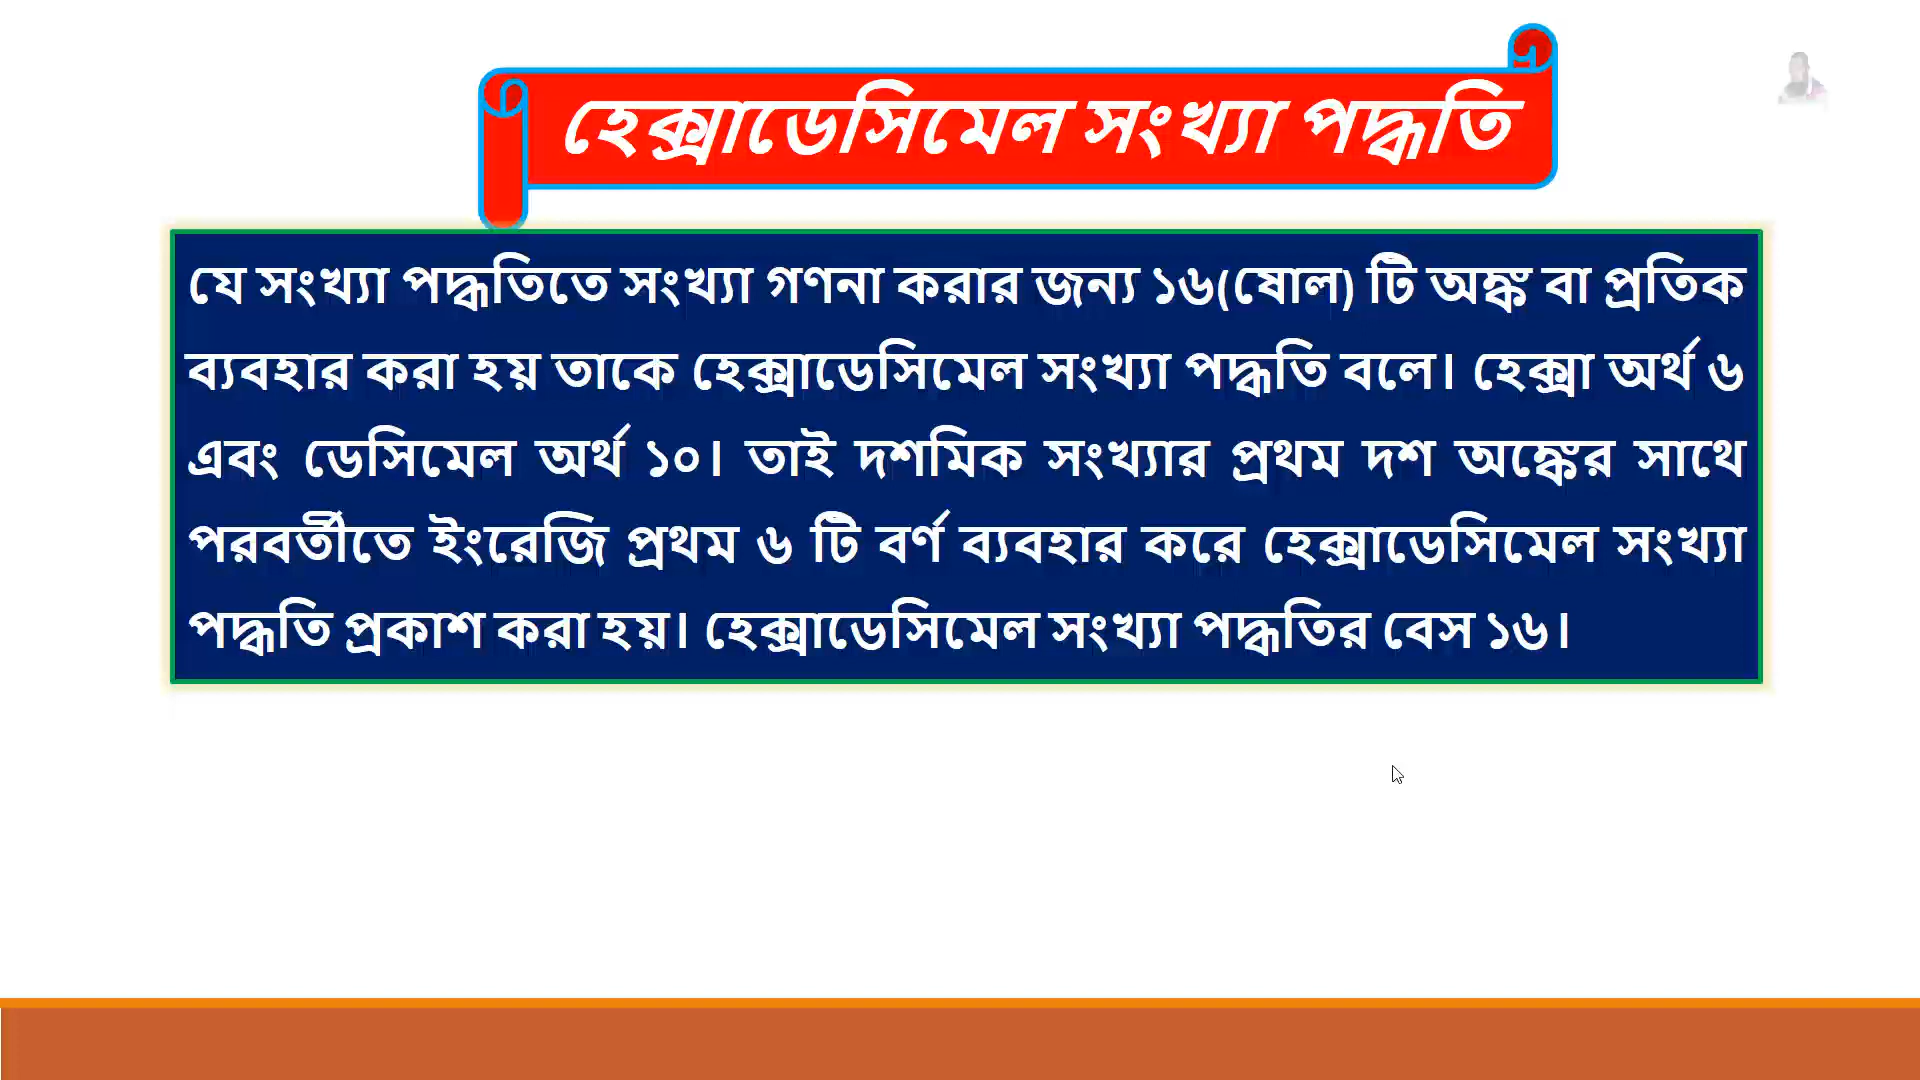 হেক্সাডেসিমেল সংখ্যা পদ্ধতি
যে সংখ্যা পদ্ধতিতে সংখ্যা গণনা করার জন্য ১৬(ষোল) টি অঙ্ক বা প্রতিক
ব্যবহার করা হয় তাকে হেক্সাডেসিমেল সংখ্যা পদ্ধতি বলে। হেক্সা অর্থ ৬
এবং ডেসিমেল অর্থ ১০। তাই দশমিক সংখ্যার প্রথম দশ অঙ্কের সাথে
পরবর্তীতে ইংরেজি প্রথম ৬ টি বর্ণ ব্যবহার করে হেক্সাডেসিমেল সংখ্যা
পদ্ধতি প্রকাশ করা হয়। হেক্সাডেসিমেল সংখ্যা পদ্ধতির বেস ১৬।